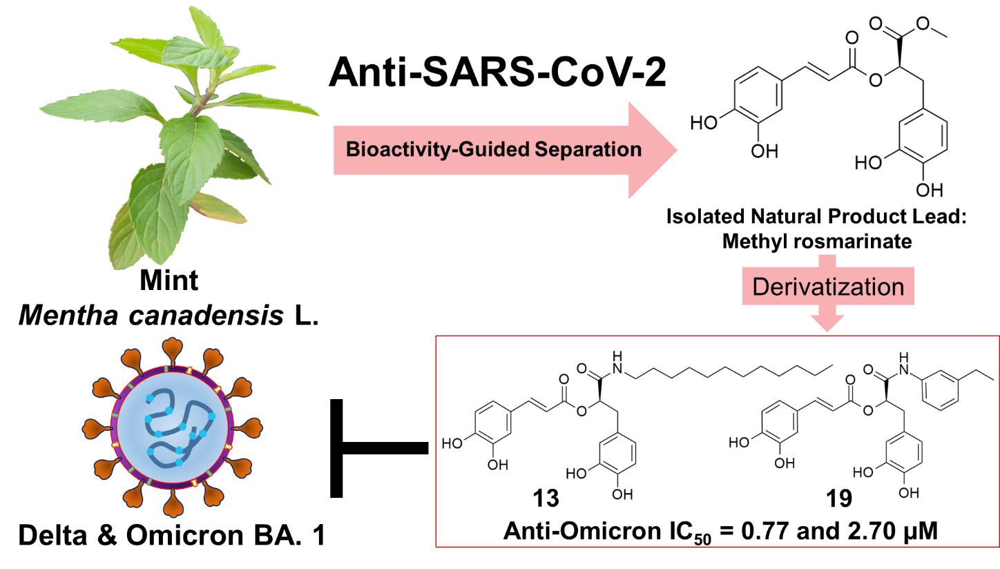 Anti-SARS-CoV-2
Bioactivity-Guided Separation
O
O
O
O
HO
OH
HO
OH
Isolated Natural Product Lead:
Methyl rosmarinate
Derivatization
Mint
Mentha canadensis L.
H
N
O
O
O
HO
OH
HO
OH
13
H
N
O
O
O
HO
OH
HO
OH
19
Anti-Omicron IC50 = 0.77 and 2.70 µM
Delta & Omicron BA. 1